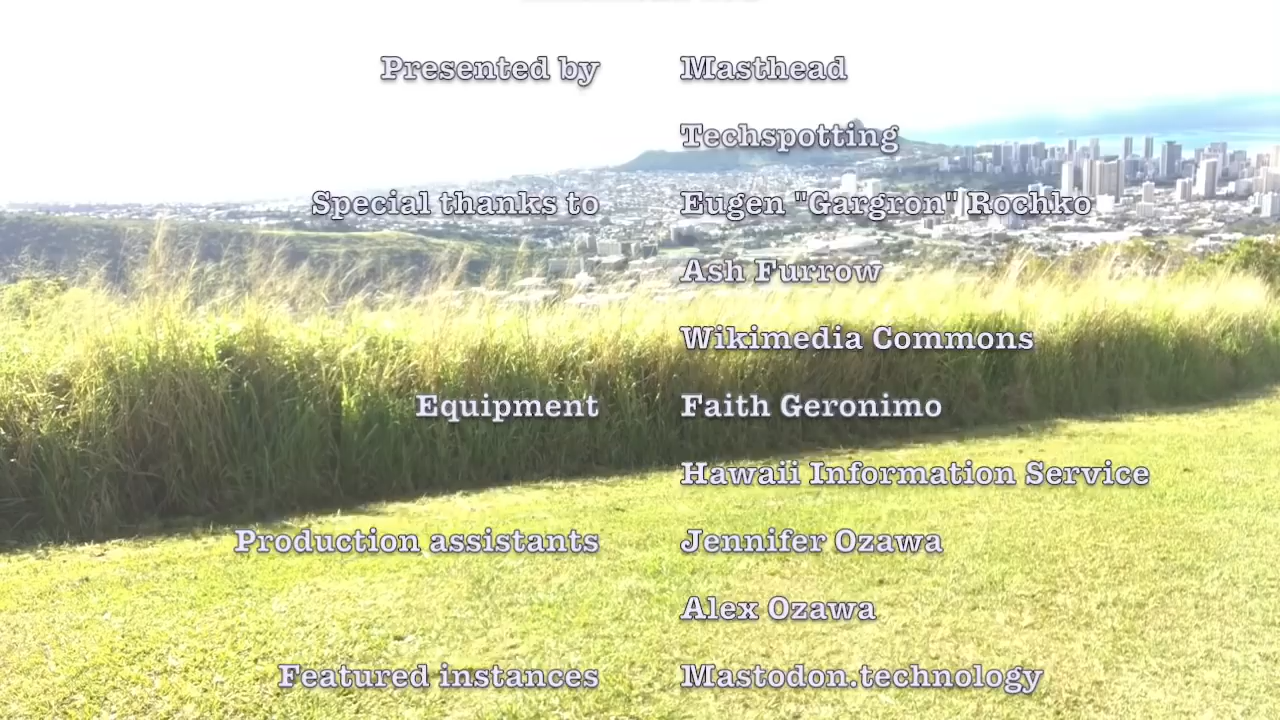 Presented by Masthead
Techspotting
Special thanks to Eugen "Gargron" Rochko
Ash Furrow
Wikimedia Commons
Equipment Faith Geronimo
Hawaii Information Service
Production assistants Jennifer Ozawa
Alex Ozawa
Featured instances Mastodon.technology